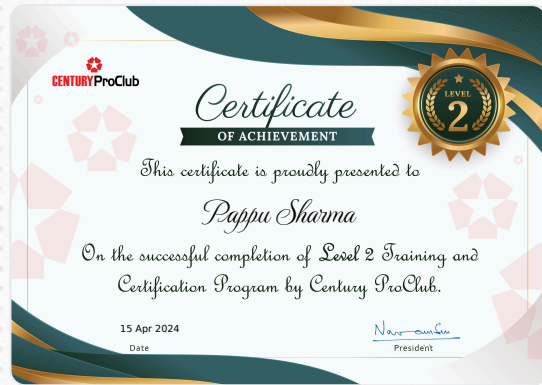 CENTURY ProClub
Certificate
OF ACHIEVEMENT
LEVEL
2
This certificate is proudly presented to
Pappu Sharma
On the successful completion of Level 2 Training and
Certification Program by Century ProClub.
15 Apr 2024
Date
President